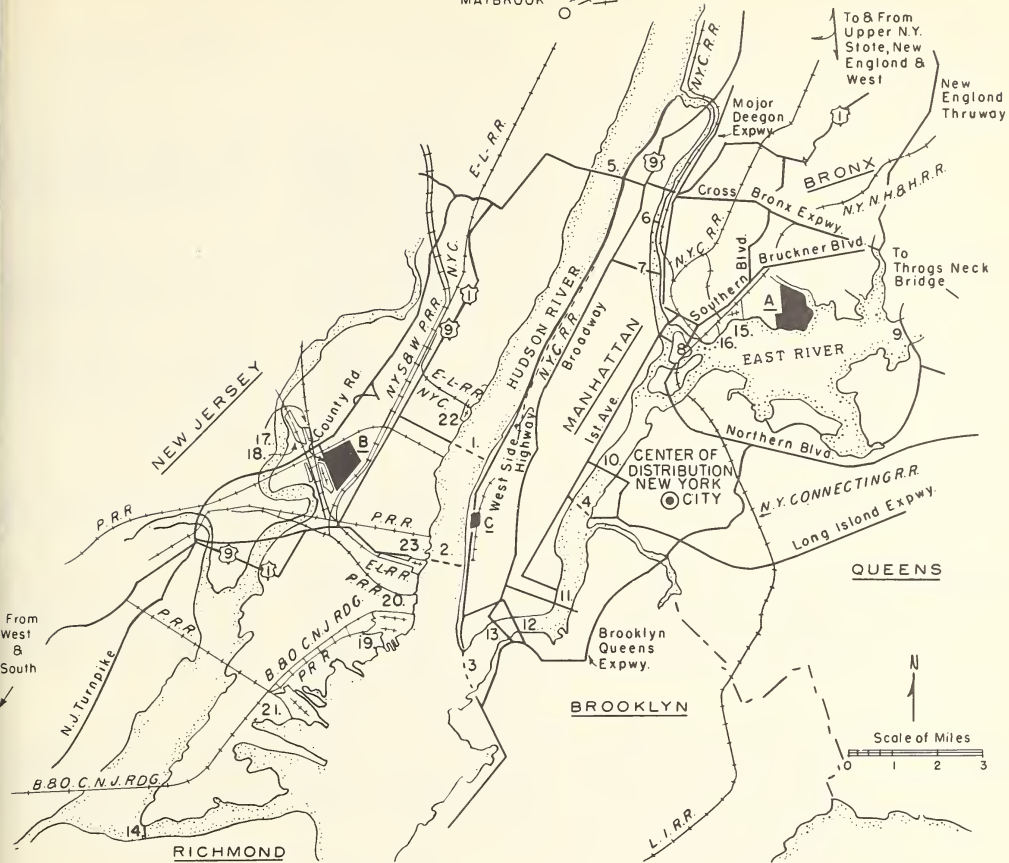 MAYBROOK
To & From
Upper N.Y.
State, New
England &
West
New
England
Thruway
N.Y.C. R.R.
Major
Deegon
Expwy.
1
9
BRONX
E-L-R.R.
5.
Cross Bronx Expwy.
N.Y. N.H. & H. R.R.
6.
N.Y.C. R.R.
Southern Blvd.
Bruckner Blvd.
To
Throgs Neck
Bridge
7.
N.Y.C.
1
9
A
15.
16.
8
9
EAST RIVER
HUDSON RIVER
N.Y.C. R.R.
Broadway
MANHATTAN
1st Ave.
NYS&W P.R.R.
County Rd.
NEW JERSEY
E-L-R.R.
NYC
22.
17.
18.
B
1.
West Side
Highway
Northern Blvd.
10.
CENTER OF
DISTRIBUTION
NEW YORK
CITY
N.Y. CONNECTING R.R.
Long Island Expwy.
4.
C
P.R.R.
P.R.R.
23.
2
E-L-R.R.
P.R.R.
9
1
20.
QUEENS
11.
12.
13
From
West
&
South
P.R.R.
B&O C.N.J. RDG.
19.
P R R
3
Brooklyn
Queens
Expwy.
N.J. Turnpike
21.
BROOKLYN
N
Scale of Miles
0 1 2 3
B.&O. C.N.J. RDG.
14.
L.I.R.R.
RICHMOND